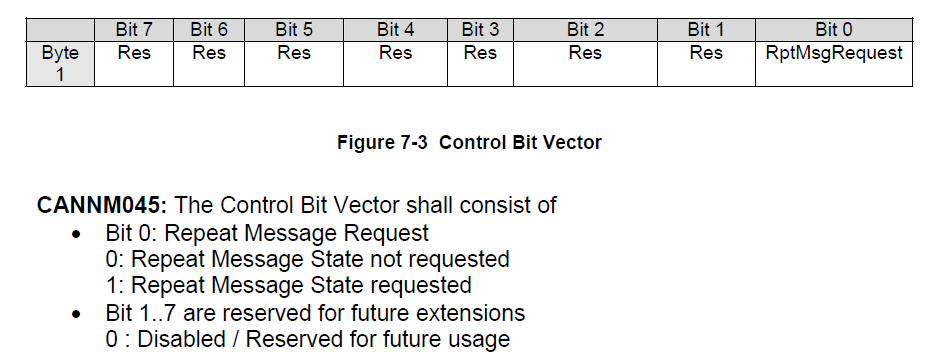 Bit 7 Bit 6 Bit 5 Bit 4 Bit 3 Bit 2 Bit 1 Bit 0
Byte 1 Res Res Res Res Res Res Res RptMsgRequest
Figure 7-3 Control Bit Vector
CANNM045: The Control Bit Vector shall consist of
• Bit 0: Repeat Message Request
0: Repeat Message State not requested
1: Repeat Message State requested
• Bit 1..7 are reserved for future extensions
0 : Disabled / Reserved for future usage